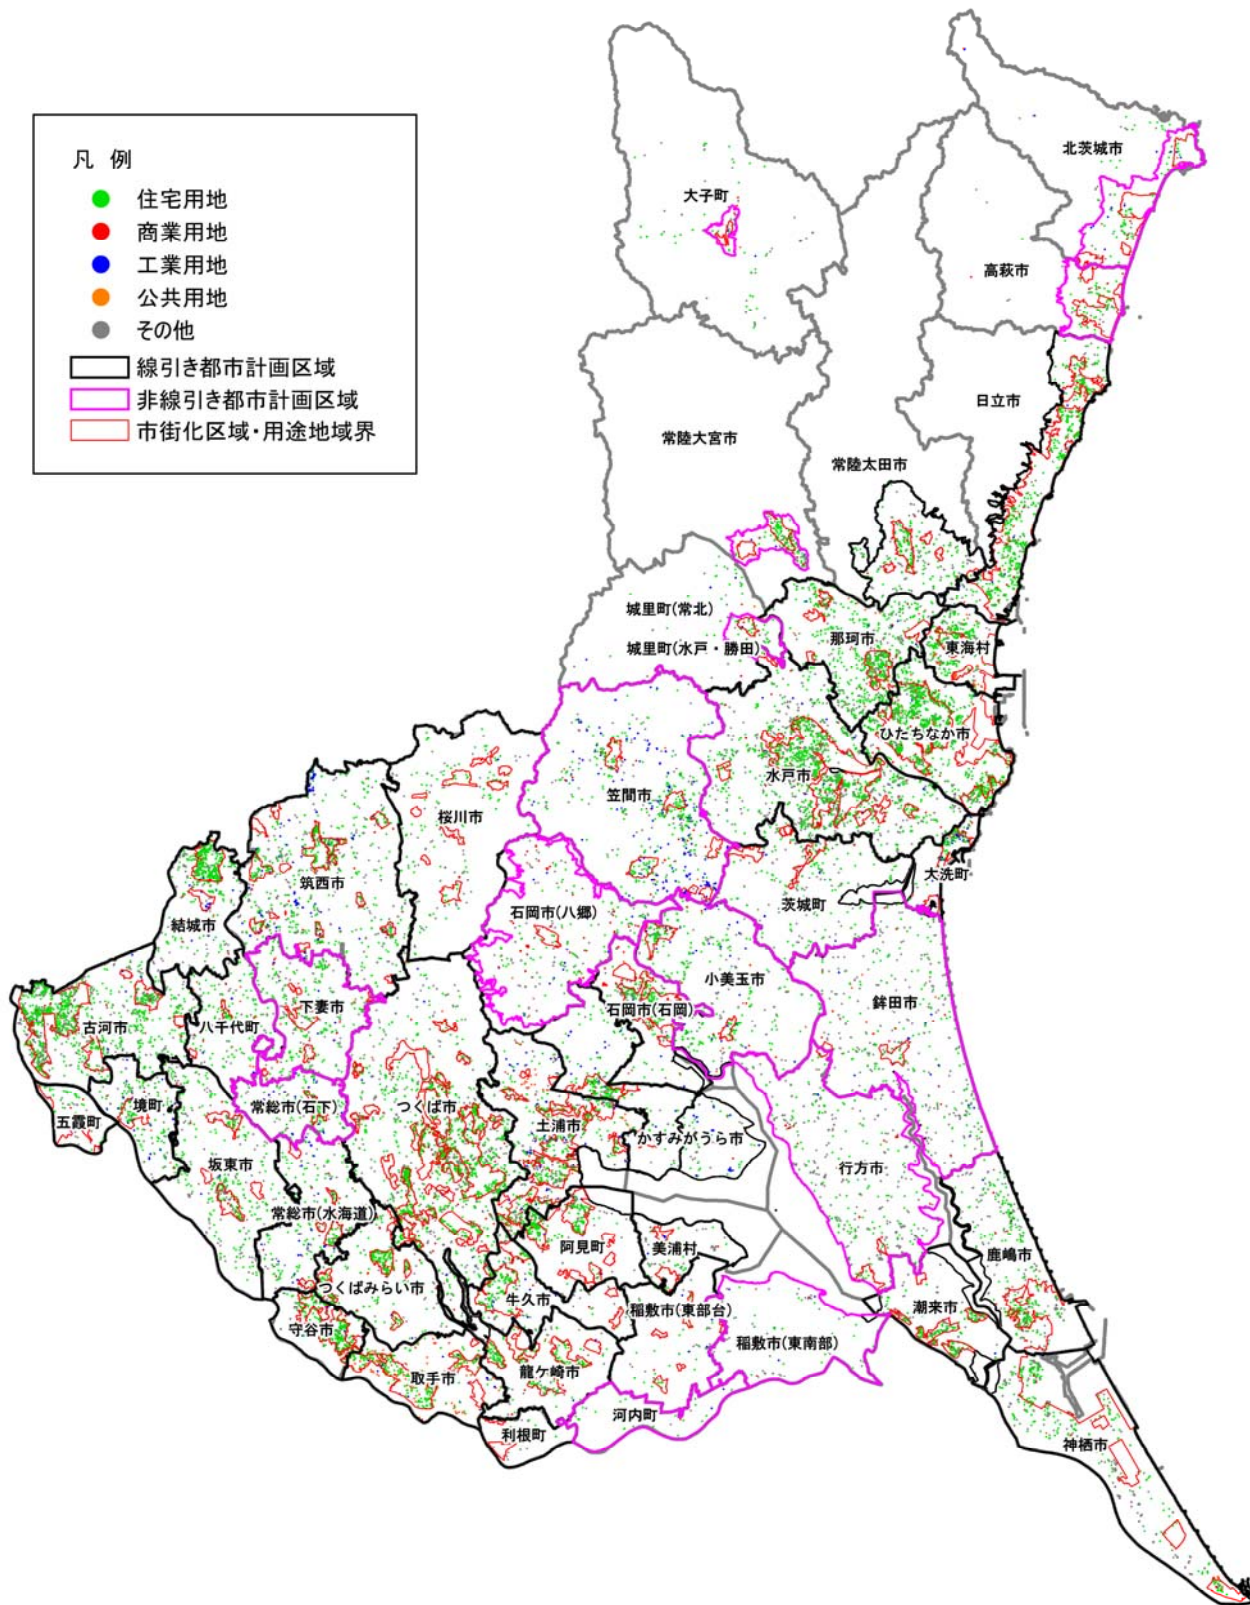 凡 例
住宅用地
商業用地
工業用地
公共用地
その他
線引き都市計画区域
非線引き都市計画区域
市街化区域・用途地域界
北茨城市
大子町
高萩市
日立市
常陸大宮市
常陸太田市
城里町(常北)
那珂市
東海村
城里町(水戸・勝田)
ひたちなか市
水戸市
笠間市
桜川市
大洗町
筑西市
茨城町
石岡市(八郷)
結城市
小美玉市
鉾田市
下妻市
石岡市(石岡)
古河市
八千代町
境町
常総市(石下)
つくば市
五霞町
土浦市
かすみがうら市
坂東市
行方市
常総市(水海道)
阿見町
美浦村
鹿嶋市
つくばみらい市
牛久市
稲敷市(東部台)
潮来市
守谷市
稲敷市(東南部)
取手市
龍ケ崎市
河内町
利根町
神栖市